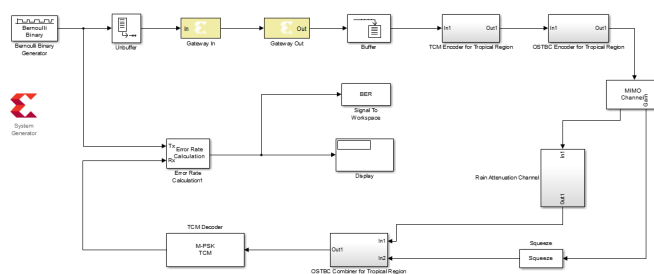 Bernoulli
Binary
Bernoulli Binary
Generator
Unbuffer
In
Gateway In
Out
Gateway Out
Buffer
In1 Out1
TCM Encoder for Tropical Region
In1 Out1
OSTBC Encoder for Tropical Region
MIMO
Channel
Gain
System
Generator
BER
Signal To
Workspace
Tx
Rx
Error Rate
Calculation
Error Rate
Calculation1
Display
In1
Rain Attenuation Channel
Out1
TCM Decoder
M-PSK
TCM
Out1
In1
In2
OSTBC Combiner for Tropical Region
Squeeze
Squeeze